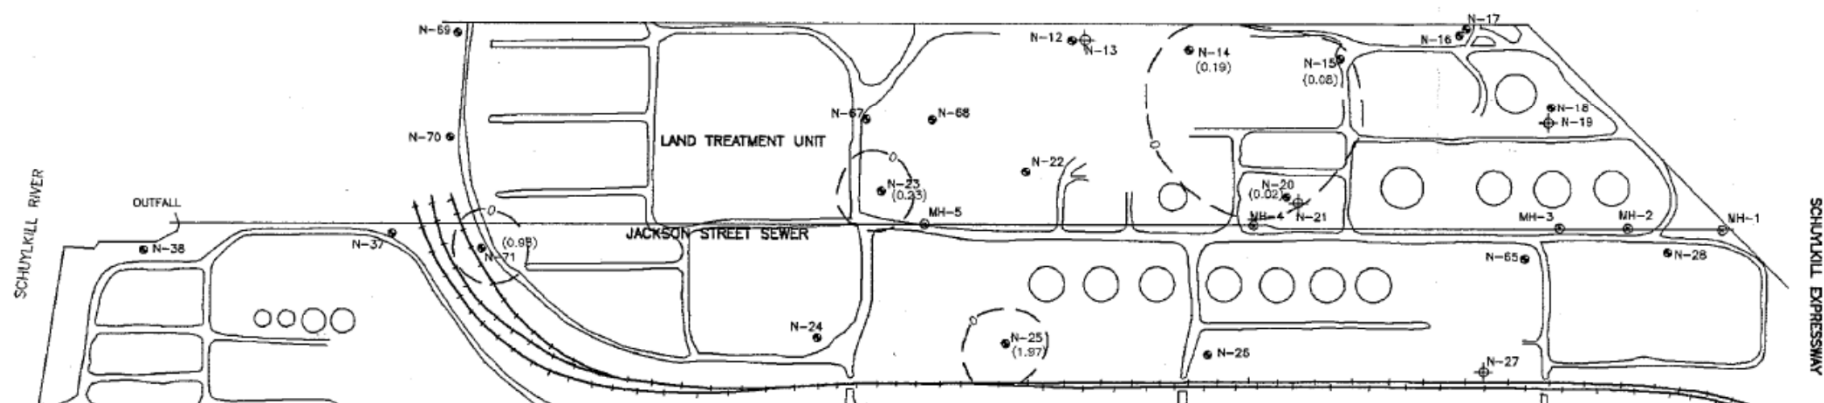 N-17
N-69
N-12
N-13
N-14
(0.19)
N-16
N-15
(0.08)
N-67
N-68
N-18
N-19
N-70
LAND TREATMENT UNIT
0
0
N-22
N-23
(0.23)
N-20
(0.02)
N-21
SCHUYLKILL RIVER
OUTFALL
0
MH-5
MH-4
MH-3
MH-2
MH-1
JACKSON STREET SEWER
N-38
N-37
(0.98)
N-71
N-65
N-28
SCHUYLKILL EXPRESSWAY
0
N-24
N-25
(1.97)
N-26
N-27